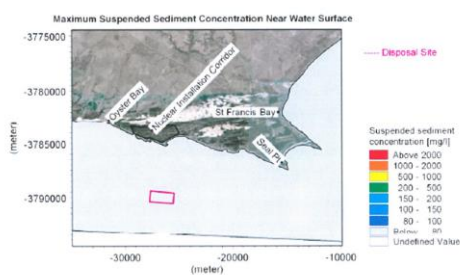 Maximum Suspended Sediment Concentration Near Water Surface
-3775000
-3780000
-3785000
-3790000
(meter)
Oyster Bay
Nuclear Installation Corridor
St Francis Bay
Seal Pt
-30000
-20000
-10000
(meter)
Disposal Site
Suspended sediment
concentration [mg/l]
Above 2000
1000 - 2000
500 - 1000
200 - 500
150 - 200
100 - 150
80 - 100
Below 80
Undefined Value